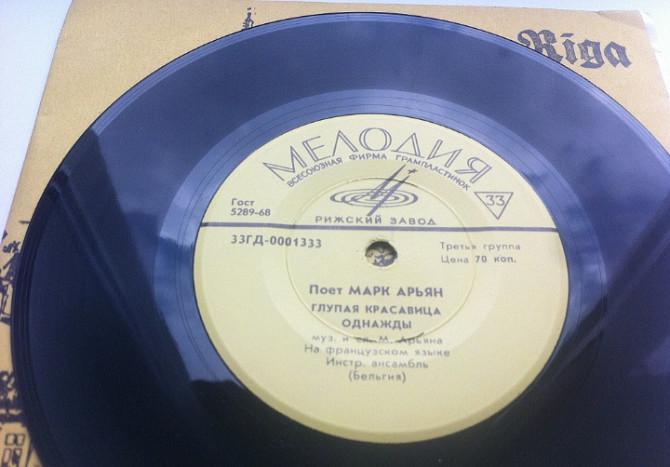 Riga
МЕЛОДИЯ
ВСЕСОЮЗНАЯ ФИРМА ГРАМПЛАСТИНОК
33
Гост
5289-68
РИЖСКИЙ ЗАВОД
33ГД-0001333
Третья группа
Цена 70 коп.
Поет МАРК АРЬЯН
ГЛУПАЯ КРАСАВИЦА
ОДНАЖДЫ
муз. и сл. М. Арьяна
На французском языке
Инстр. ансамбль
(Бельгия)